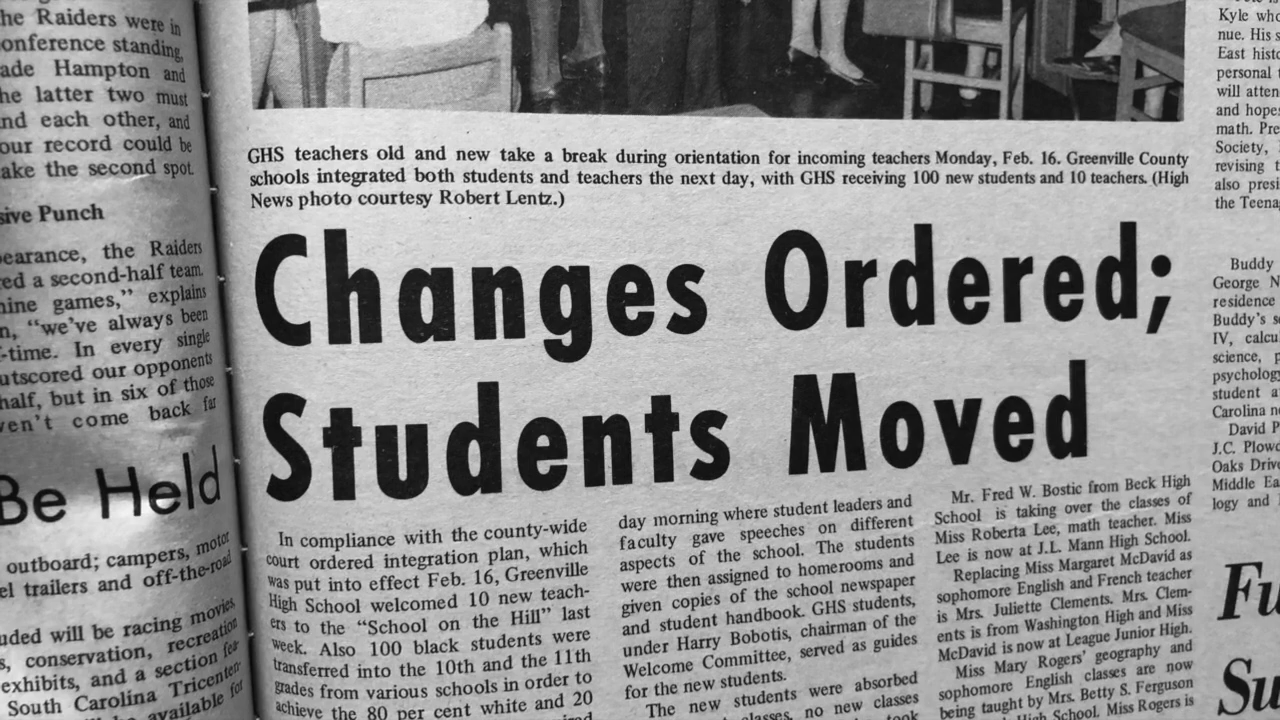 he Raiders were in
onference standing,
ade Hampton and
he latter two must
nd each other, and
our record could be
ake the second spot.
sive Punch
earance, the Raiders
red a second-half team.
nine games," explains
n, "we've always been
-time. In every single
utscored our opponents
half, but in six of those
ven't come back far
Be Held
outboard; campers, motor
el trailers and off-the-road
uded will be racing movies,
s, conservation, recreation
exhibits, and a section
South Carolina Tricenten-
available for
GHS teachers old and new take a break during orientation for incoming teachers Monday, Feb. 16. Greenville County
schools integrated both students and teachers the next day, with GHS receiving 100 new students and 10 teachers. (High
News photo courtesy Robert Lentz.)
Changes Ordered;
Students Moved
In compliance with the county-wide
court ordered integration plan, which
was put into effect Feb. 16, Greenville
High School welcomed 10 new teach-
ers to the "School on the Hill" last
week. Also 100 black students were
transferred into the 10th and the 11th
grades from various schools in order to
achieve the 80 per cent white and 20
day morning where student leaders and
faculty gave speeches on different
aspects of the school. The students
were then assigned to homerooms and
given copies of the school newspaper
and student handbook. GHS students,
under Harry Bobotis, chairman of the
Welcome Committee, served as guides
for the new students.
The new students were absorbed
classes, no new classes
took
Mr. Fred W. Bostic from Beck High
School is taking over the classes of
Miss Roberta Lee, math teacher. Miss
Lee is now at J.L. Mann High School.
Replacing Miss Margaret McDavid as
sophomore English and French teacher
is Mrs. Juliette Clements. Mrs. Clem-
ents is from Washington High and Miss
McDavid is now at League Junior High.
Miss Mary Rogers' geography and
sophomore English classes are now
being taught by Mrs. Betty S. Ferguson
High School. Miss Rogers is
Kyle who
nue. His s
East histo
personal
will atten
and hope
math. Pre
Society,
revising t
also presi
the Teena
Buddy
George N
residence
Buddy's s
IV, calcu
science, p
psychology
student a
Carolina n
David P
J.C. Plowd
Oaks Drive
Middle Ea
logy and
Fu
Su